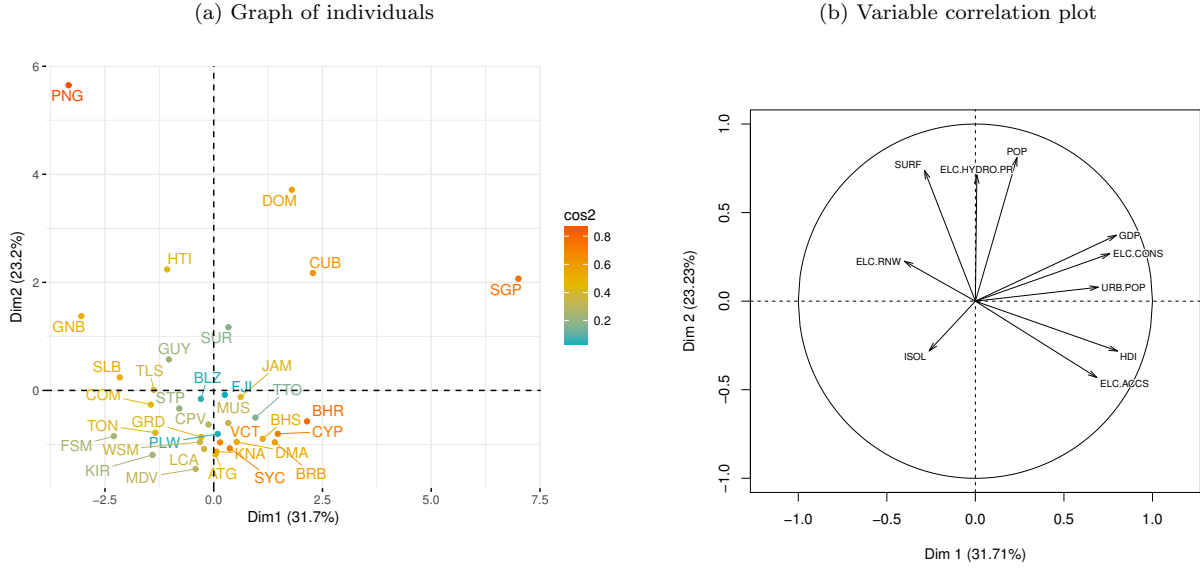 (a) Graph of individuals
6
4
2
0
Dim2 (23.2%)
PNG
DOM
HTI
CUB
SGP
GNB
SUR
GUY
SLB
TLS
BLZ
FJI
JAM
TTO
COM
STP
CPV
MUS
BHS
BHR
TON
GRD
PLW
VCT
CYP
FSM
WSM
KNA
DMA
KIR
LCA
MDV
ATG
SYC
BRB
−2.5
0.0
2.5
5.0
7.5
Dim1 (31.7%)
cos2
0.8
0.6
0.4
0.2
(b) Variable correlation plot
1.0
0.5
0.0
−0.5
−1.0
Dim 2 (23.23%)
POP
SURF
ELC.HYDRO.PR
GDP
ELC.CONS
ELC.RNW
URB.POP
ISOL
HDI
ELC.ACCS
−1.0
−0.5
0.0
0.5
1.0
Dim 1 (31.71%)